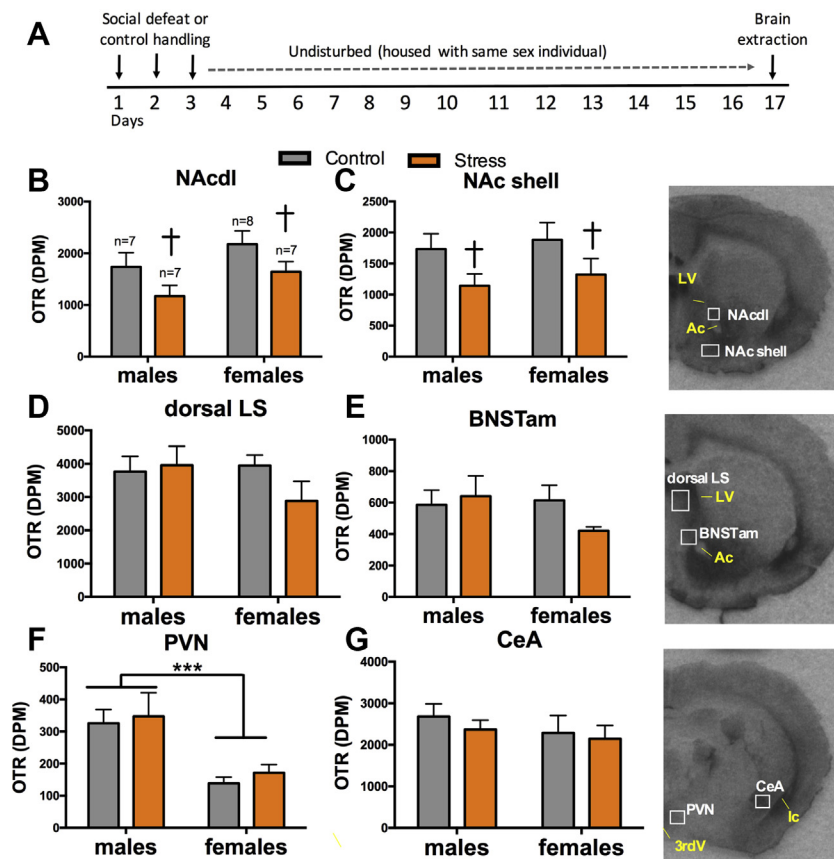 A
Social defeat or
control handling
Undisturbed (housed with same sex individual)
Brain
extraction
1 2 3 4 5 6 7 8 9 10 11 12 13 14 15 16 17
Days
Control Stress
B
NAcdl
OTR (DPM)
3000
2000
1000
0
n=7
n=7
n=8
n=7
males females
C
NAc shell
OTR (DPM)
2500
2000
1500
1000
500
0
males females
LV
NAcdl
Ac
NAc shell
D
dorsal LS
OTR (DPM)
5000
4000
3000
2000
1000
0
males females
E
BNSTam
OTR (DPM)
1000
800
600
400
200
0
males females
dorsal LS
LV
BNSTam
Ac
F
PVN
OTR (DPM)
500
400
300
200
100
0
***
males females
G
CeA
OTR (DPM)
4000
3000
2000
1000
0
males females
CeA
PVN
Ic
3rdV